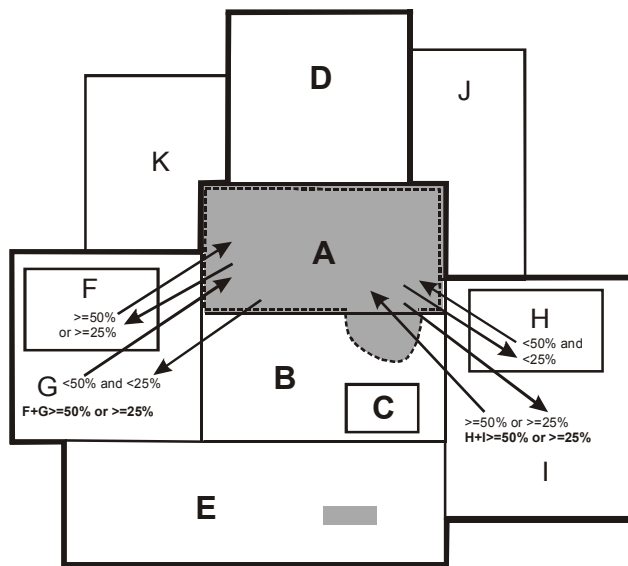 D
J
K
A
F
>=50%
or >=25%
H
<50% and
<25%
G <50% and <25%
F+G>=50% or >=25%
B
C
>=50% or >=25%
H+I>=50% or >=25%
I
E